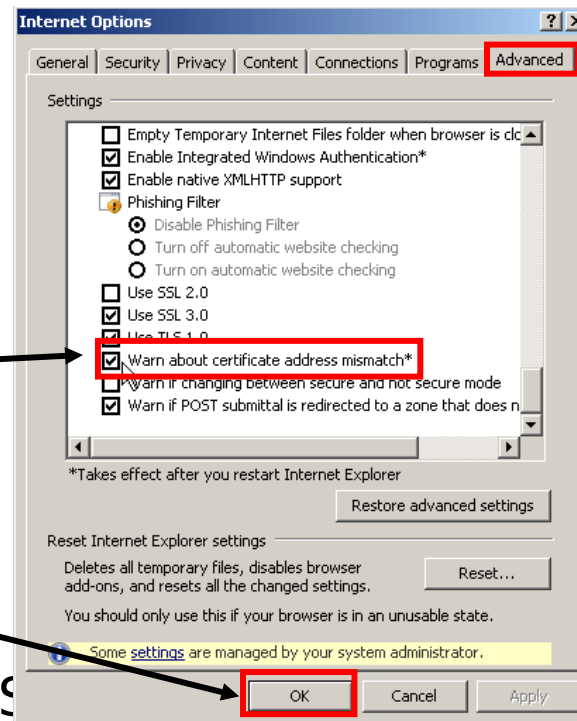 Internet Options
General Security Privacy Content Connections Programs Advanced
Settings
Empty Temporary Internet Files folder when browser is clc
Enable Integrated Windows Authentication*
Enable native XMLHTTP support
Phishing Filter
Disable Phishing Filter
Turn off automatic website checking
Turn on automatic website checking
Use SSL 2.0
Use SSL 3.0
Use TLS 1.0
Warn about certificate address mismatch*
Warn if changing between secure and not secure mode
Warn if POST submittal is redirected to a zone that does n
*Takes effect after you restart Internet Explorer
Restore advanced settings
Reset Internet Explorer settings
Deletes all temporary files, disables browser
add-ons, and resets all the changed settings.
Reset...
You should only use this if your browser is in an unusable state.
Some settings are managed by your system administrator.
OK Cancel Apply